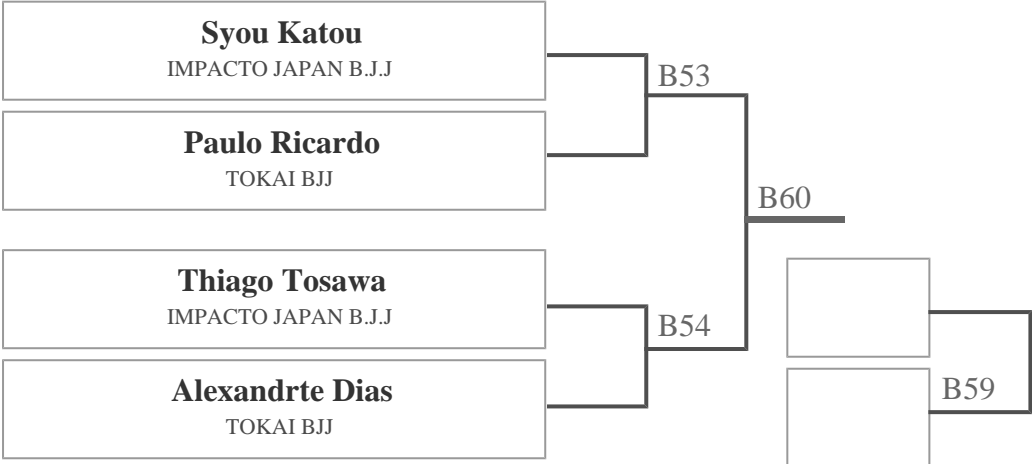 Syou Katou
IMPACTO JAPAN B.J.J
B53
Paulo Ricardo
TOKAI BJJ
B60
Thiago Tosawa
IMPACTO JAPAN B.J.J
B54
Alexandrte Dias
TOKAI BJJ
B59